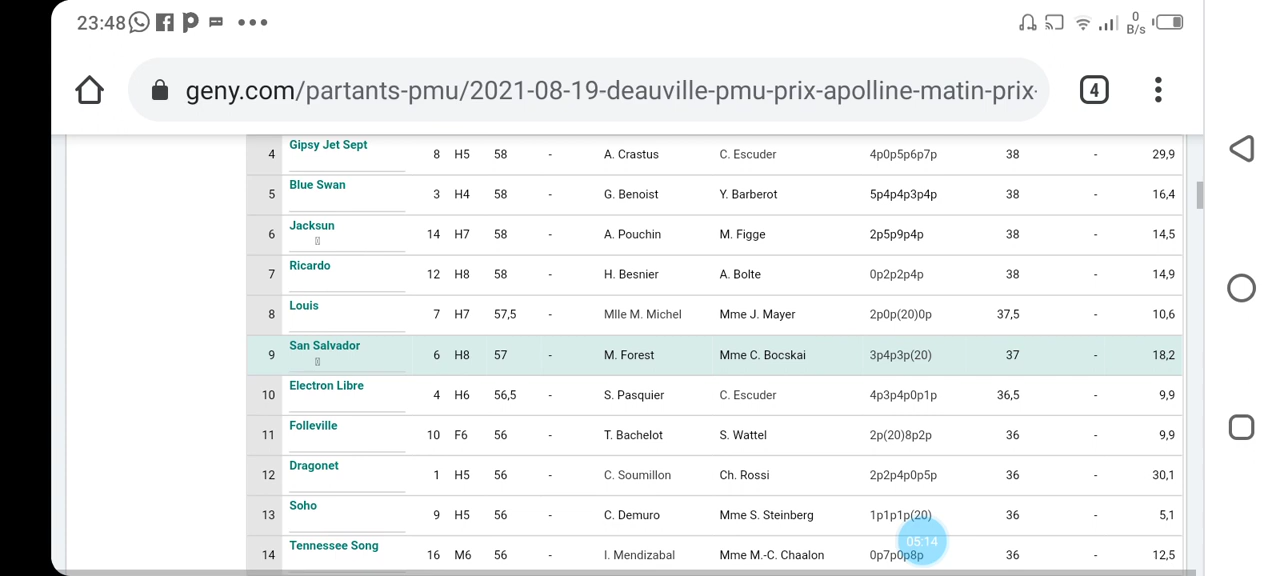 23:48
0 B/s
geny.com/partants-pmu/2021-08-19-deauville-pmu-prix-apolline-matin-prix-
4
4 Gipsy Jet Sept 8 H5 58 - A. Crastus C. Escuder 4p0p5p6p7p 38 - 29,9
5 Blue Swan 3 H4 58 - G. Benoist Y. Barberot 5p4p4p3p4p 38 - 16,4
6 Jacksun 14 H7 58 - A. Pouchin M. Figge 2p5p9p4p 38 - 14,5
7 Ricardo 12 H8 58 - H. Besnier A. Bolte 0p2p2p4p 38 - 14,9
8 Louis 7 H7 57,5 - Mlle M. Michel Mme J. Mayer 2p0p(20)0p 37,5 - 10,6
9 San Salvador 6 H8 57 - M. Forest Mme C. Bocskai 3p4p3p(20) 37 - 18,2
10 Electron Libre 4 H6 56,5 - S. Pasquier C. Escuder 4p3p4p0p1p 36,5 - 9,9
11 Folleville 10 F6 56 - T. Bachelot S. Wattel 2p(20)8p2p 36 - 9,9
12 Dragonet 1 H5 56 - C. Soumillon Ch. Rossi 2p2p4p0p5p 36 - 30,1
13 Soho 9 H5 56 - C. Demuro Mme S. Steinberg 1p1p1p(20) 36 - 5,1
05:14
14 Tennessee Song 16 M6 56 - I. Mendizabal Mme M.-C. Chaalon 0p7p0p8p 36 - 12,5